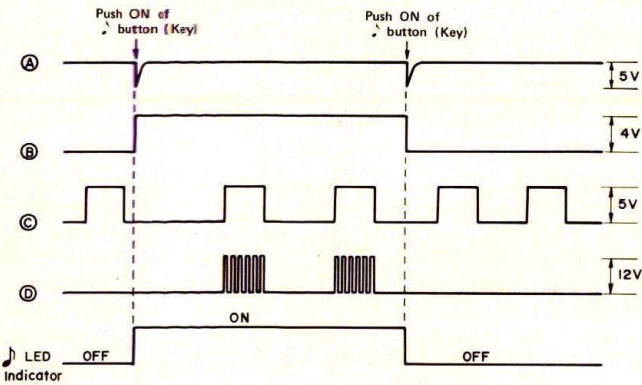 Push ON of
♪ button (Key)
Push ON of
♪ button (Key)
Ⓐ
5V
Ⓑ
4V
Ⓒ
5V
Ⓓ
12V
♪ LED
Indicator
OFF
ON
OFF